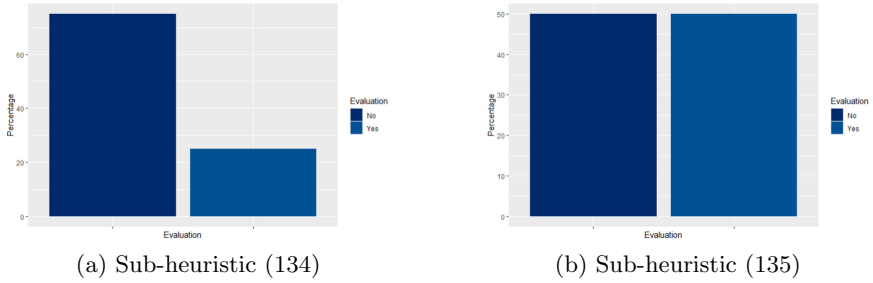 Percentage
60
40
20
0
Evaluation
Evaluation
No
Yes
(a) Sub-heuristic (134)
Percentage
50
40
30
20
10
0
Evaluation
Evaluation
No
Yes
(b) Sub-heuristic (135)